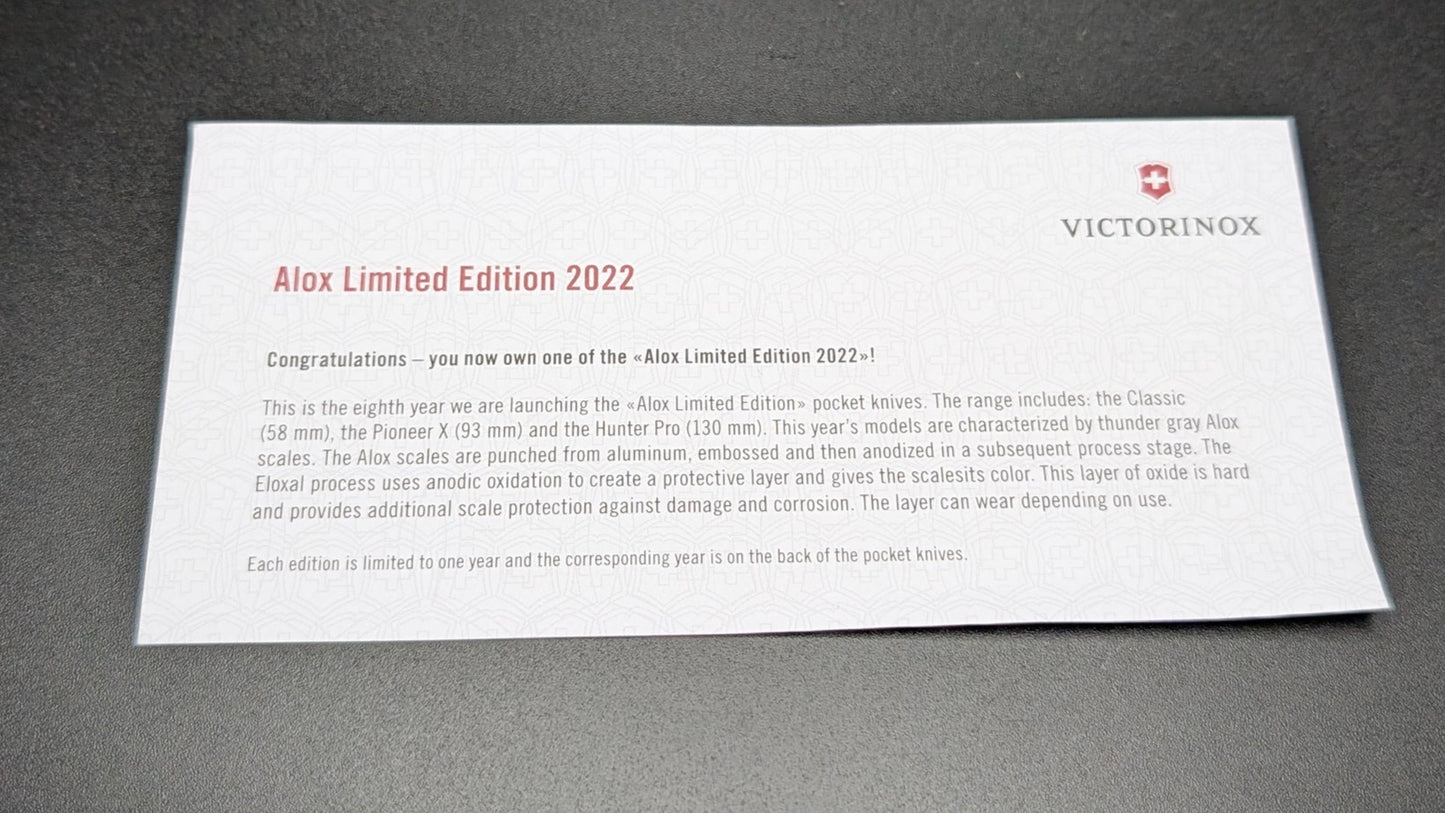 VICTORINOX
Alox Limited Edition 2022
Congratulations – you now own one of the «Alox Limited Edition 2022»!
This is the eighth year we are launching the «Alox Limited Edition» pocket knives. The range includes: the Classic
(58 mm), the Pioneer X (93 mm) and the Hunter Pro (130 mm). This year's models are characterized by thunder gray Alox
scales. The Alox scales are punched from aluminum, embossed and then anodized in a subsequent process stage. The
Eloxal process uses anodic oxidation to create a protective layer and gives the scalesits color. This layer of oxide is hard
and provides additional scale protection against damage and corrosion. The layer can wear depending on use.
Each edition is limited to one year and the corresponding year is on the back of the pocket knives.